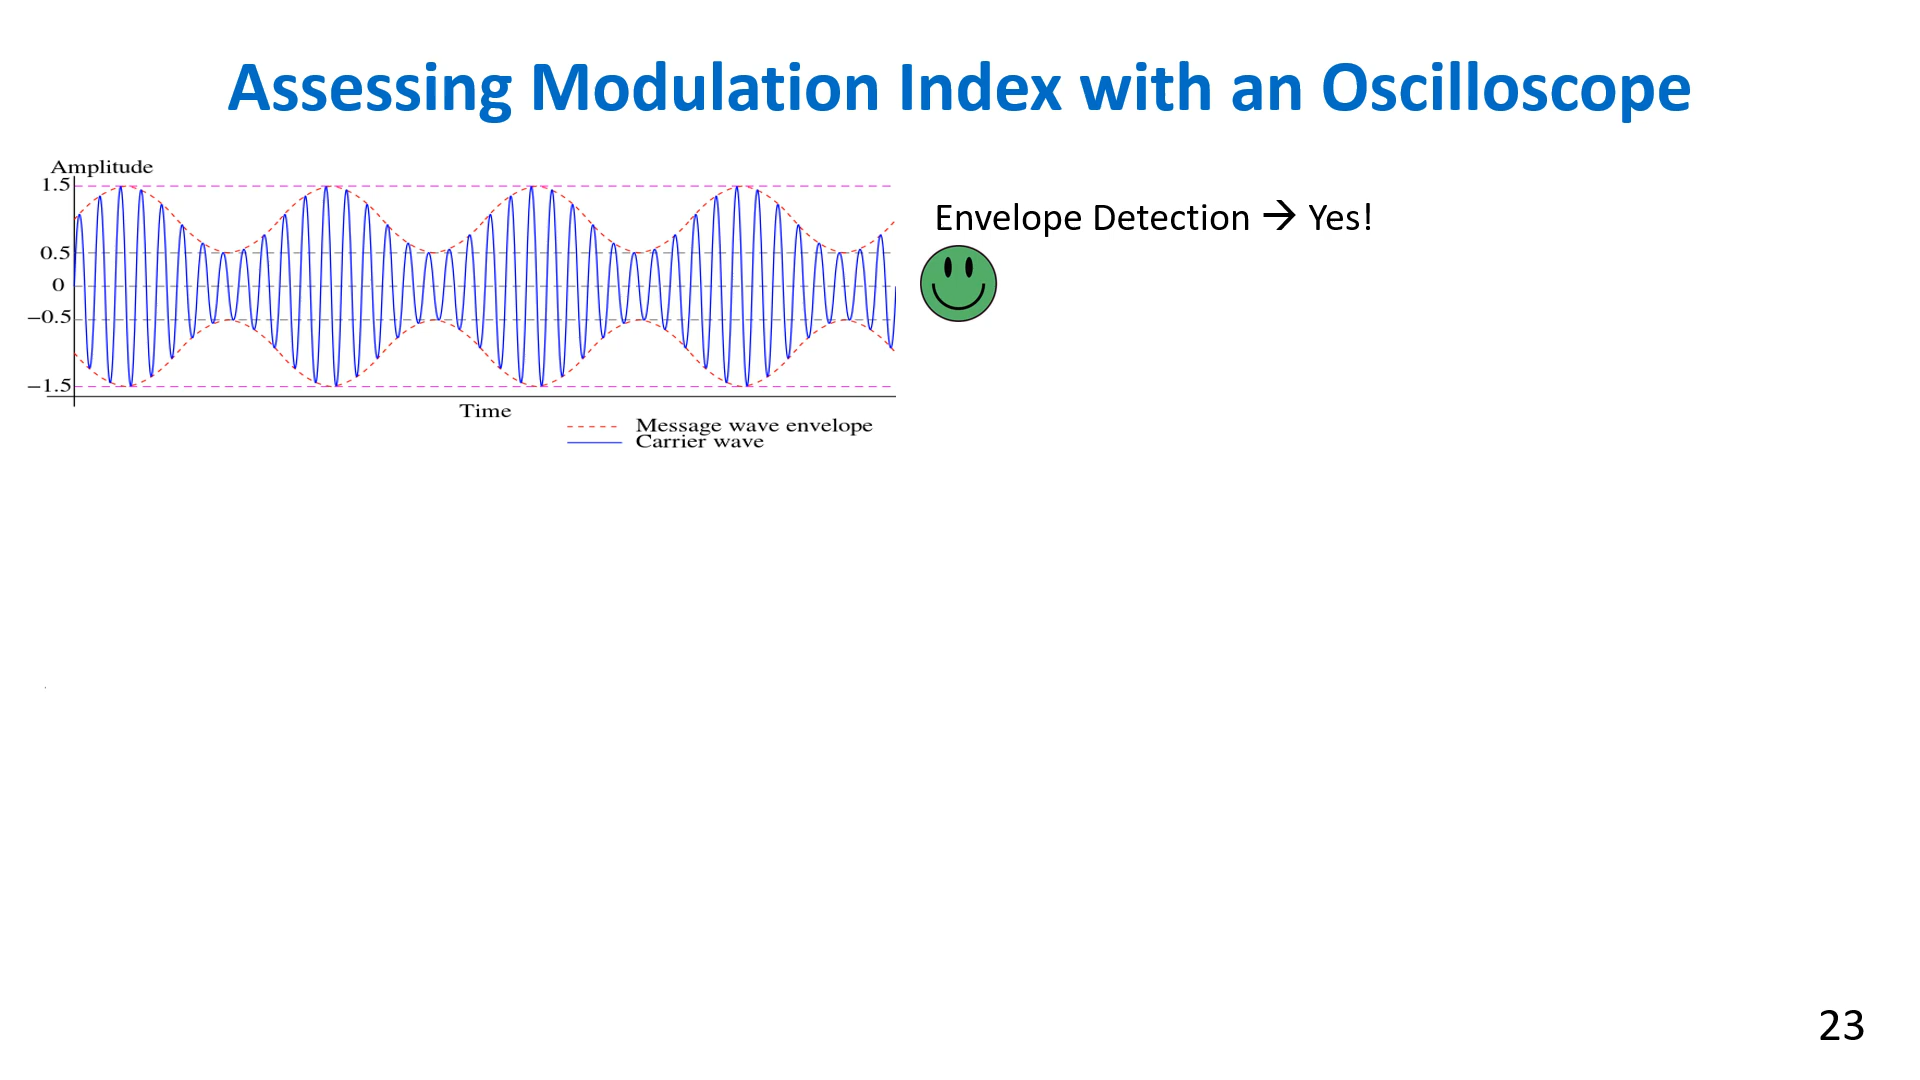 Assessing Modulation Index with an Oscilloscope
Amplitude
1.5
0.5
0
−0.5
−1.5
Time
Message wave envelope
Carrier wave
Envelope Detection → Yes!
23